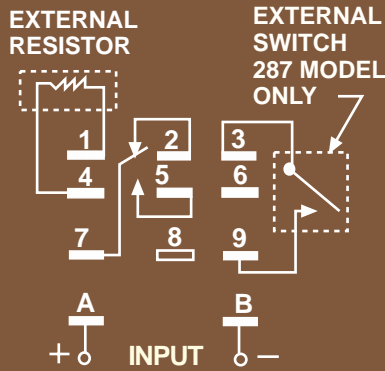 EXTERNAL
RESISTOR
EXTERNAL
SWITCH
287 MODEL
ONLY
1 2 3
4 5 6
7 8 9
A B
+ INPUT −